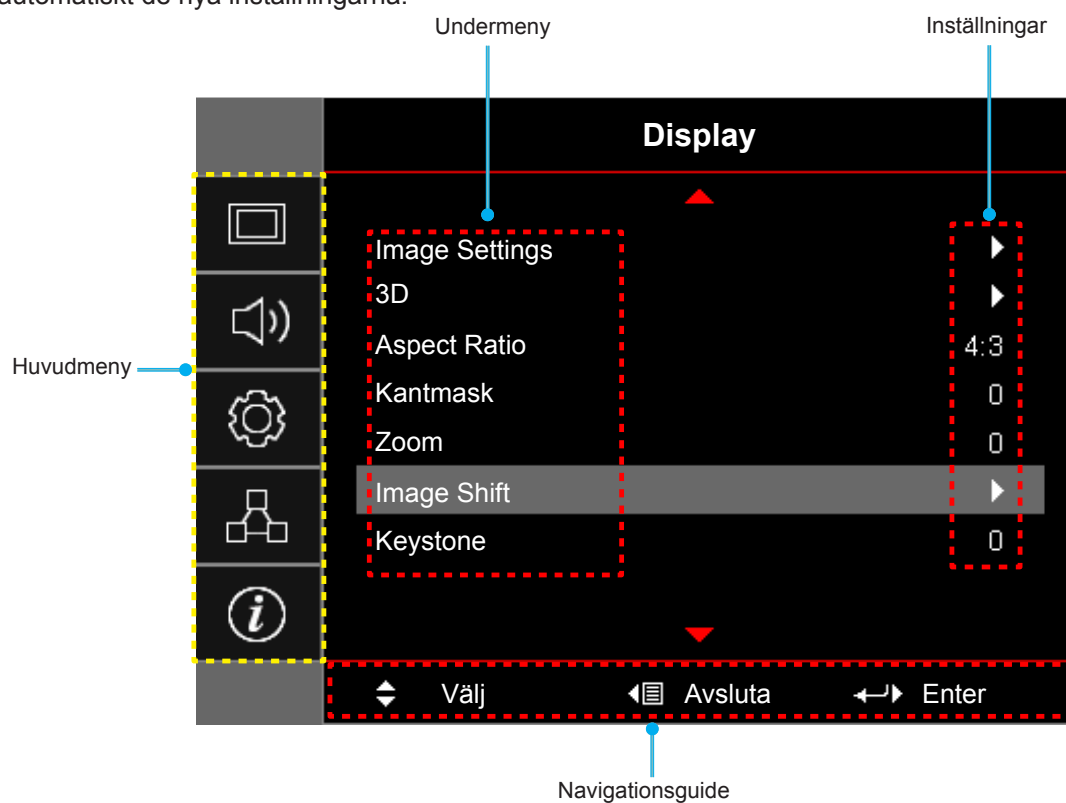 automatiskt de nya inställningarna.
Undermeny
Inställningar
Display
Image Settings
3D
Aspect Ratio 4:3
Huvudmeny
Kantmask 0
Zoom 0
Image Shift
Keystone 0
Välj Avsluta Enter
Navigationsguide